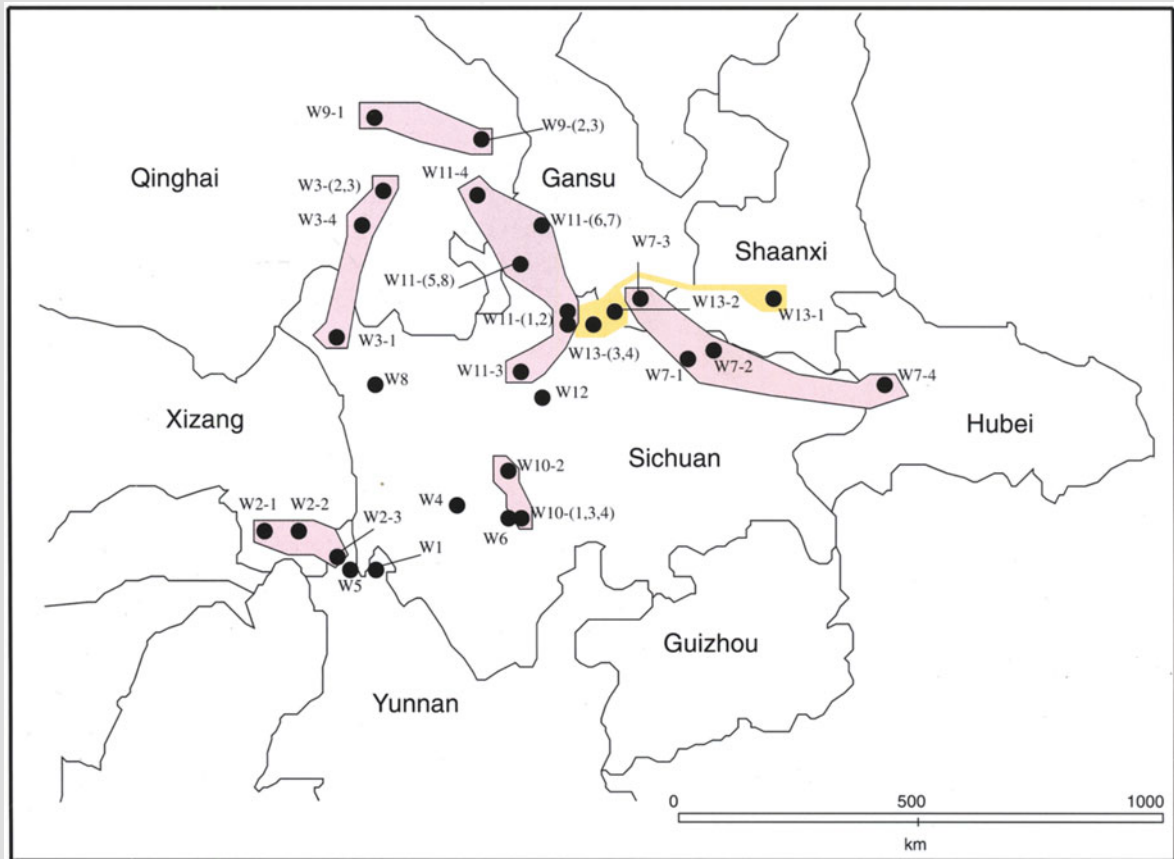 W9-1
W9-(2,3)
Qinghai
W3-(2,3)
W11-4
Gansu
W3-4
W11-(6,7)
W7-3
Shaanxi
W11-(5,8)
W13-2
W11-(1,2)
W13-1
W3-1
W13-(3,4)
W11-3
W7-1
W7-2
W7-4
W8
W12
Xizang
Hubei
Sichuan
W10-2
W4
W2-1
W2-2
W10-(1,3,4)
W6
W2-3
W1
W5
Guizhou
Yunnan
0
500
1000
km